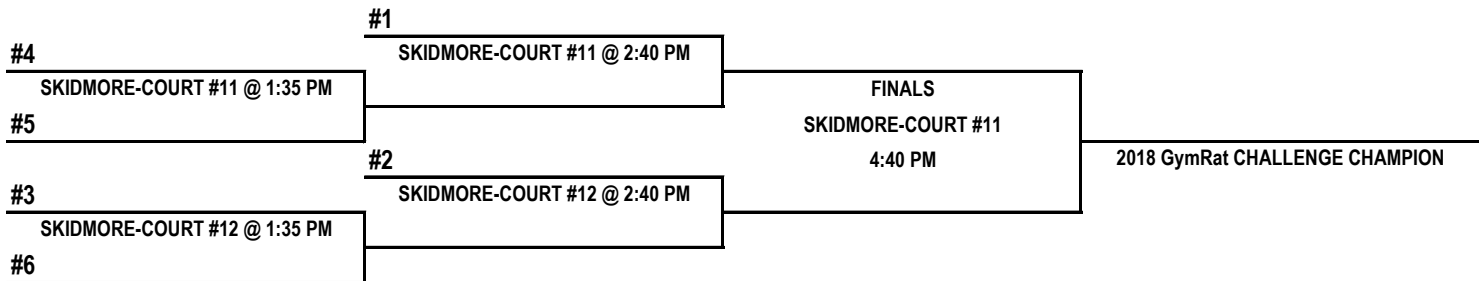 #1
#4
SKIDMORE-COURT #11 @ 2:40 PM
SKIDMORE-COURT #11 @ 1:35 PM
FINALS
#5
SKIDMORE-COURT #11
#2
4:40 PM
2018 GymRat CHALLENGE CHAMPION
#3
SKIDMORE-COURT #12 @ 2:40 PM
SKIDMORE-COURT #12 @ 1:35 PM
#6